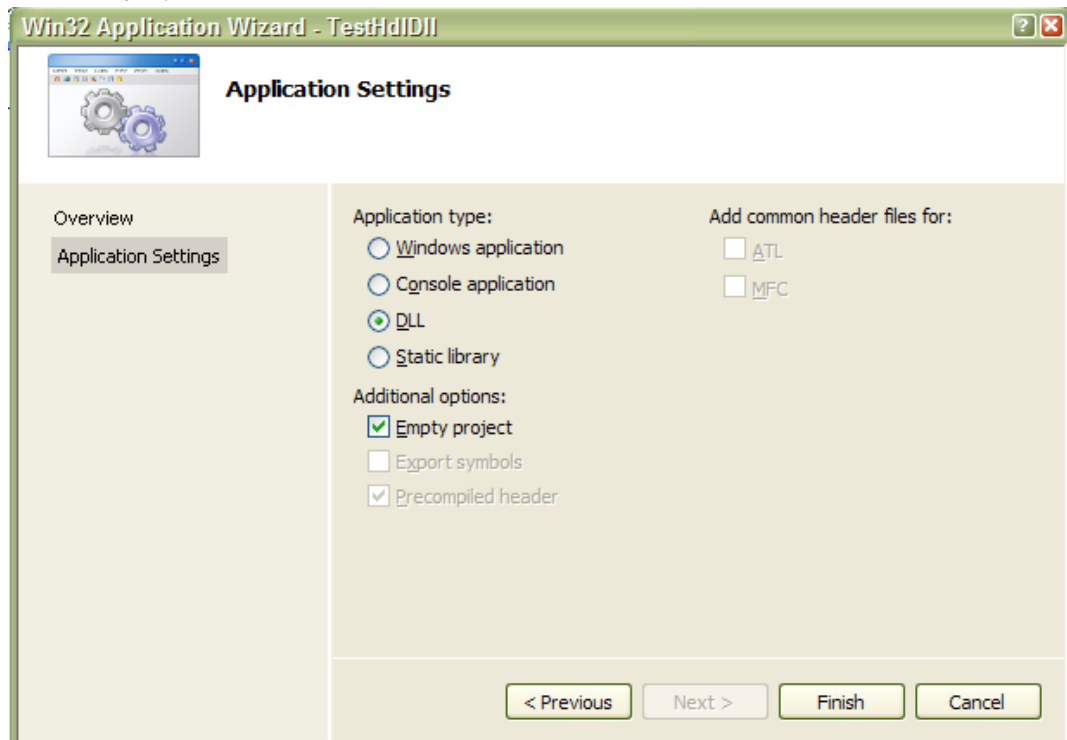 Win32 Application Wizard - TestHdlDll
Application Settings
Overview
Application Settings
Application type:
Windows application
Console application
DLL
Static library
Additional options:
Empty project
Export symbols
Precompiled header
Add common header files for:
ATL
MFC
< Previous
Next >
Finish
Cancel